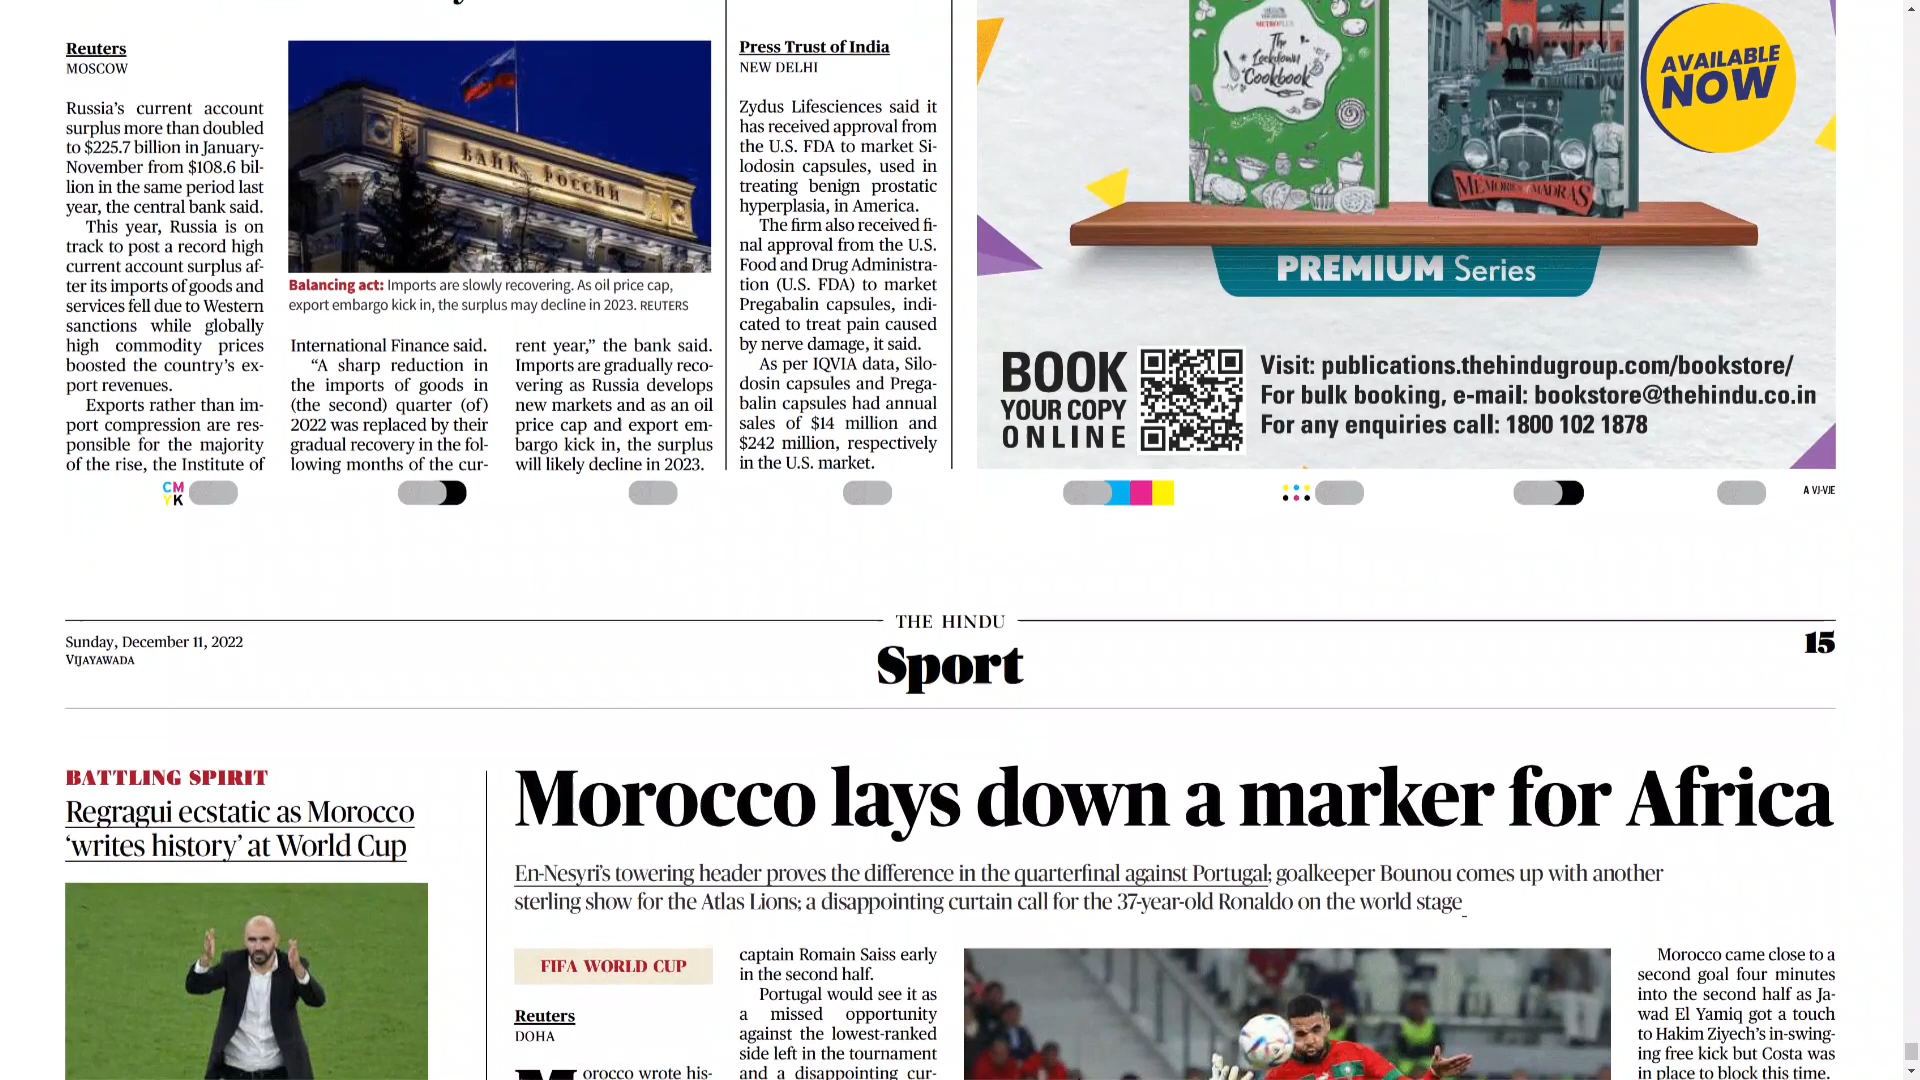 Reuters
MOSCOW
Russia's current account
surplus more than doubled
to $225.7 billion in January-
November from $108.6 bil-
lion in the same period last
year, the central bank said.
This year, Russia is on
track to post a record high
current account surplus af-
ter its imports of goods and
services fell due to Western
sanctions while globally
high commodity prices
boosted the country's ex-
port revenues.
Exports rather than im-
port compression are res-
ponsible for the majority
of the rise, the Institute of
БАНК РОССИИ
Balancing act: Imports are slowly recovering. As oil price cap,
export embargo kick in, the surplus may decline in 2023. REUTERS
International Finance said.
"A sharp reduction in
the imports of goods in
(the second) quarter (of)
2022 was replaced by their
gradual recovery in the fol-
lowing months of the cur-
rent year," the bank said.
Imports are gradually reco-
vering as Russia develops
new markets and as an oil
price cap and export em-
bargo kick in, the surplus
will likely decline in 2023.
Press Trust of India
NEW DELHI
Zydus Lifesciences said it
has received approval from
the U.S. FDA to market Si-
lodosin capsules, used in
treating benign prostatic
hyperplasia, in America.
The firm also received fi-
nal approval from the U.S.
Food and Drug Administra-
tion (U.S. FDA) to market
Pregabalin capsules, indi-
cated to treat pain caused
by nerve damage, it said.
As per IQVIA data, Silo-
dosin capsules and Prega-
balin capsules had annual
sales of $14 million and
$242 million, respectively
in the U.S. market.
The
Lockdown
Cookbook
MEMORIES of MADRAS
AVAILABLE
NOW
PREMIUM Series
BOOK
YOUR COPY
ONLINE
Visit: publications.thehindugroup.com/bookstore/
For bulk booking, e-mail: bookstore@thehindu.co.in
For any enquiries call: 1800 102 1878
CM
YK
A VJ-VJE
THE HINDU
Sunday, December 11, 2022
VIJAYAWADA
Sport
15
BATTLING SPIRIT
Regragui ecstatic as Morocco
'writes history' at World Cup
Morocco lays down a marker for Africa
En-Nesyri's towering header proves the difference in the quarterfinal against Portugal; goalkeeper Bounou comes up with another
sterling show for the Atlas Lions; a disappointing curtain call for the 37-year-old Ronaldo on the world stage
FIFA WORLD CUP
Reuters
DOHA
Morocco wrote his-
captain Romain Saiss early
in the second half.
Portugal would see it as
a missed opportunity
against the lowest-ranked
side left in the tournament
and a disappointing cur-
Morocco came close to a
second goal four minutes
into the second half as Ja-
wad El Yamiq got a touch
to Hakim Ziyech's in-swing-
ing free kick but Costa was
in place to block this time.